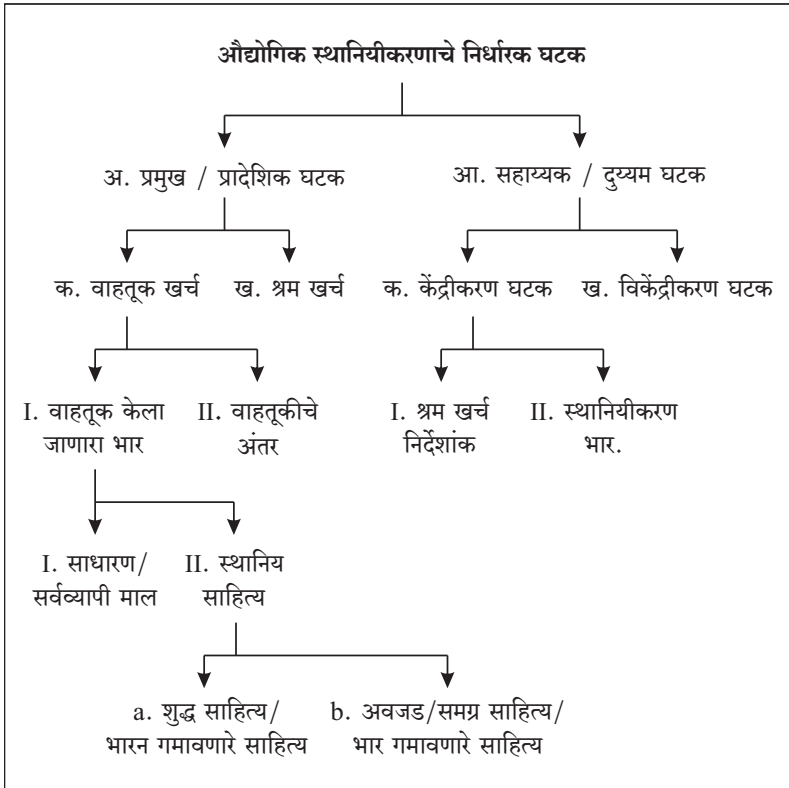 औद्योगिक स्थानियीकरणाचे निर्धारक घटक
अ. प्रमुख / प्रादेशिक घटक
आ. सहाय्यक / दुय्यम घटक
क. वाहतूक खर्च
ख. श्रम खर्च
क. केंद्रीकरण घटक
ख. विकेंद्रीकरण घटक
I. वाहतूक केला
जाणारा भार
II. वाहतूकीचे
अंतर
I. श्रम खर्च
निर्देशांक
II. स्थानियीकरण
भार.
I. साधारण/
सर्वव्यापी माल
II. स्थानिय
साहित्य
a. शुद्ध साहित्य/
भारन गमावणारे साहित्य
b. अवजड/समग्र साहित्य/
भार गमावणारे साहित्य